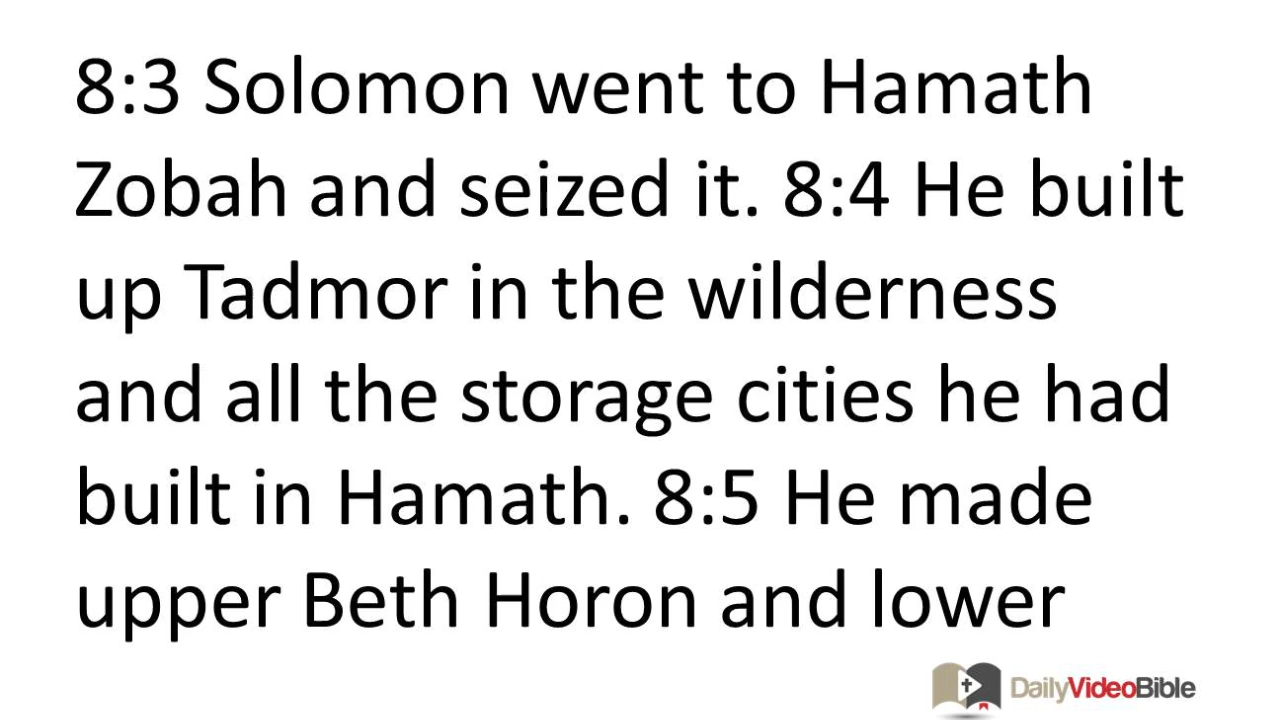 8:3 Solomon went to Hamath
Zobah and seized it. 8:4 He built
up Tadmor in the wilderness
and all the storage cities he had
built in Hamath. 8:5 He made
upper Beth Horon and lower
DailyVideoBible